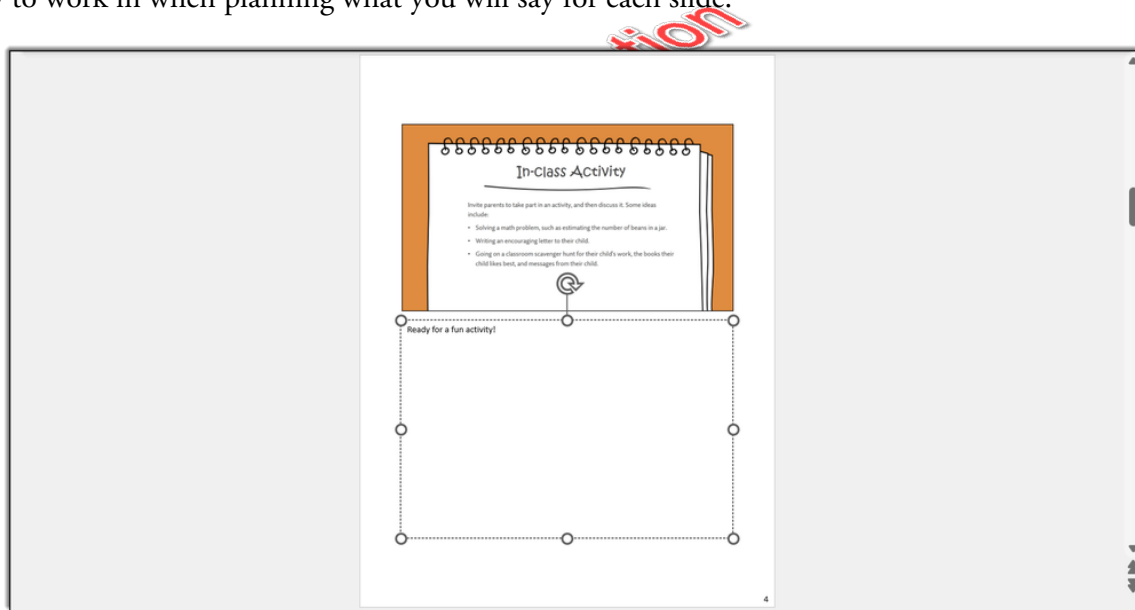 to work in when planning what you will say for each slide.
tion
In-class Activity
Invite parents to take part in an activity, and then discuss it. Some ideas
include:
• Solving a math problem, such as estimating the number of beans in a jar.
• Writing an encouraging letter to their child.
• Going on a classroom scavenger hunt for their child's work, the books their
child likes best, and messages from their child.
Ready for a fun activity!
4